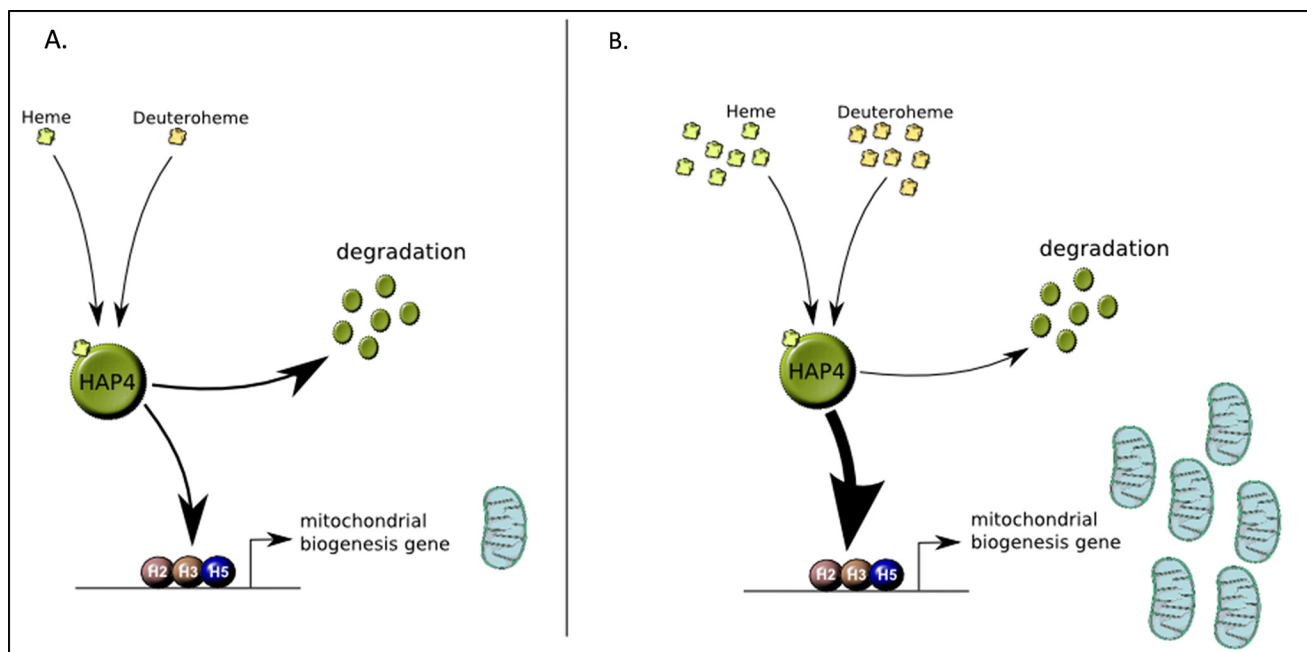 A.
Heme
Deuteroheme
degradation
HAP4
mitochondrial
biogenesis gene
H2 H3 H5
B.
Heme
Deuteroheme
degradation
HAP4
mitochondrial
biogenesis gene
H2 H3 H5